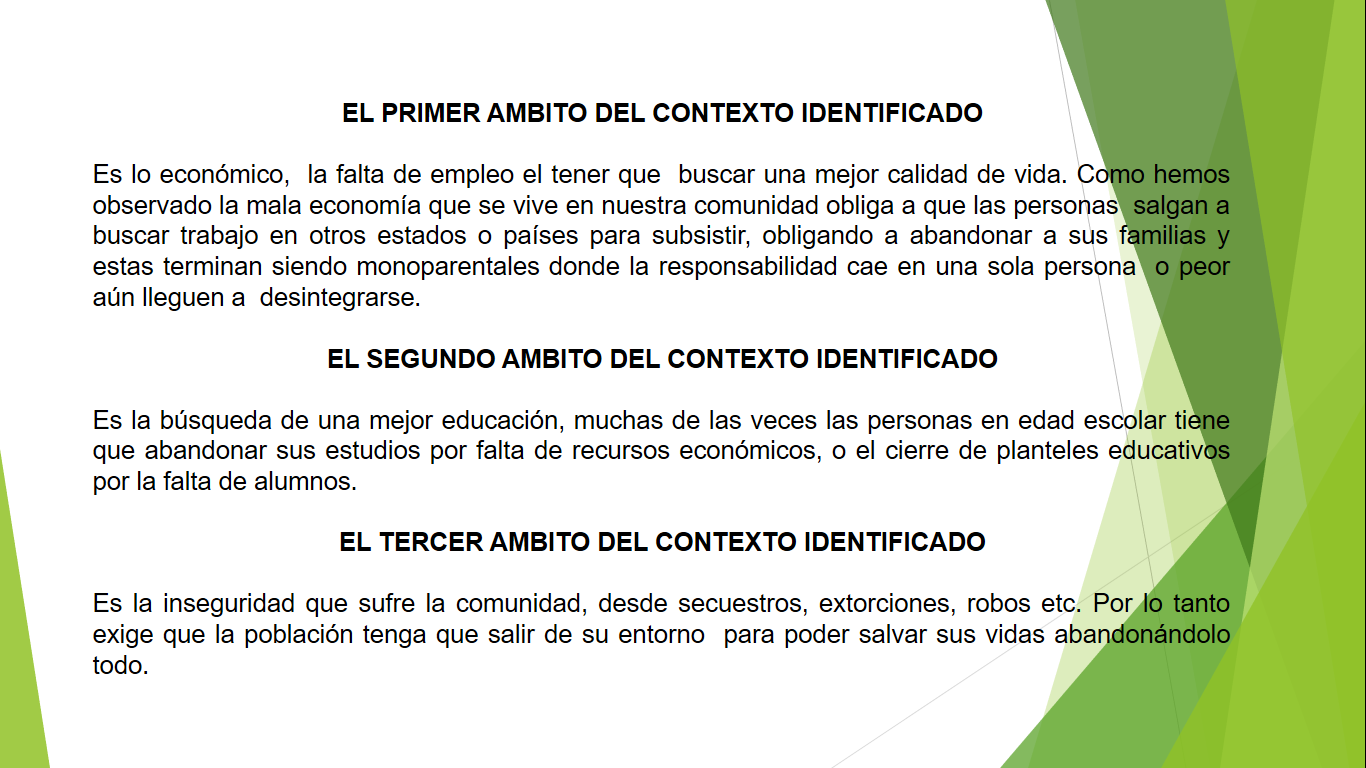 EL PRIMER AMBITO DEL CONTEXTO IDENTIFICADO
Es lo económico,  la falta de empleo el tener que  buscar una mejor calidad de vida. Como hemos
observado la mala economía que se vive en nuestra comunidad obliga a que las personas  salgan a
buscar trabajo en otros estados o países para subsistir, obligando a abandonar a sus familias y
estas terminan siendo monoparentales donde la responsabilidad cae en una sola persona  o peor
aún lleguen a  desintegrarse.
EL SEGUNDO AMBITO DEL CONTEXTO IDENTIFICADO
Es la búsqueda de una mejor educación, muchas de las veces las personas en edad escolar tiene
que abandonar sus estudios por falta de recursos económicos, o el cierre de planteles educativos
por la falta de alumnos.
EL TERCER AMBITO DEL CONTEXTO IDENTIFICADO
Es la inseguridad que sufre la comunidad, desde secuestros, extorciones, robos etc. Por lo tanto
exige que la población tenga que salir de su entorno  para poder salvar sus vidas abandonándolo
todo.